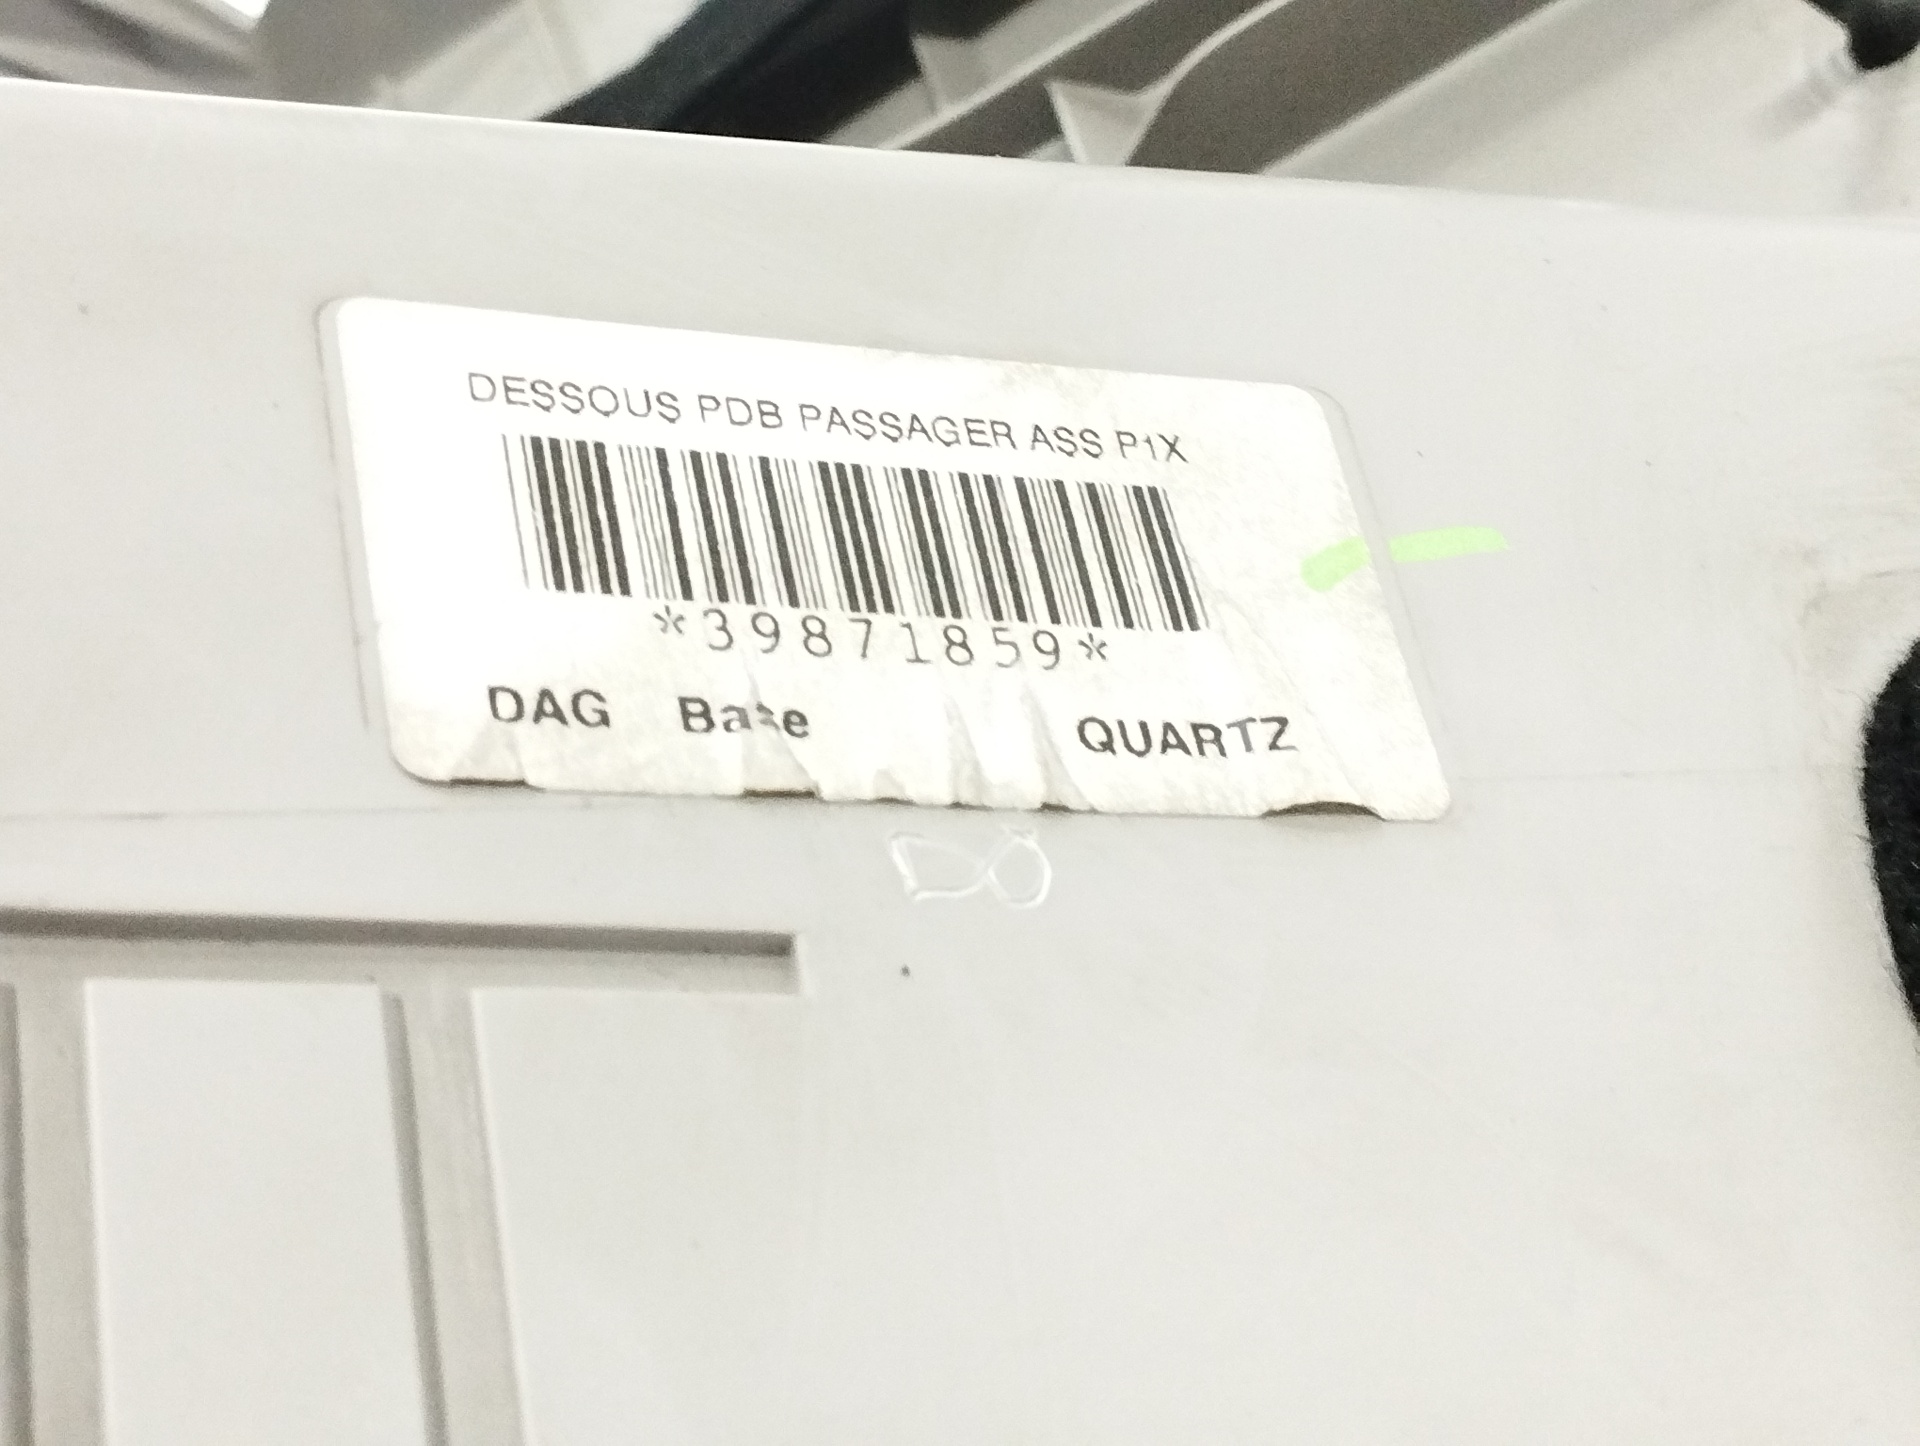 DESSOUS PDB PASSAGER ASS P1X
*39871859*
DAG Base QUARTZ